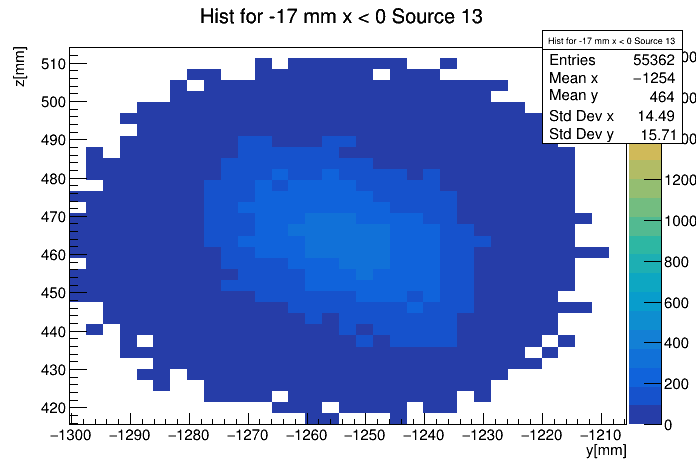 Hist for -17 mm x < 0 Source 13
Hist for -17 mm x < 0 Source 13
Entries 55362
Mean x −1254
Mean y 464
Std Dev x 14.49
Std Dev y 15.71
z[mm]
510
500
490
480
470
460
450
440
430
420
−1300 −1290 −1280 −1270 −1260 −1250 −1240 −1230 −1220 −1210
y[mm]
1200
1000
800
600
400
200
0